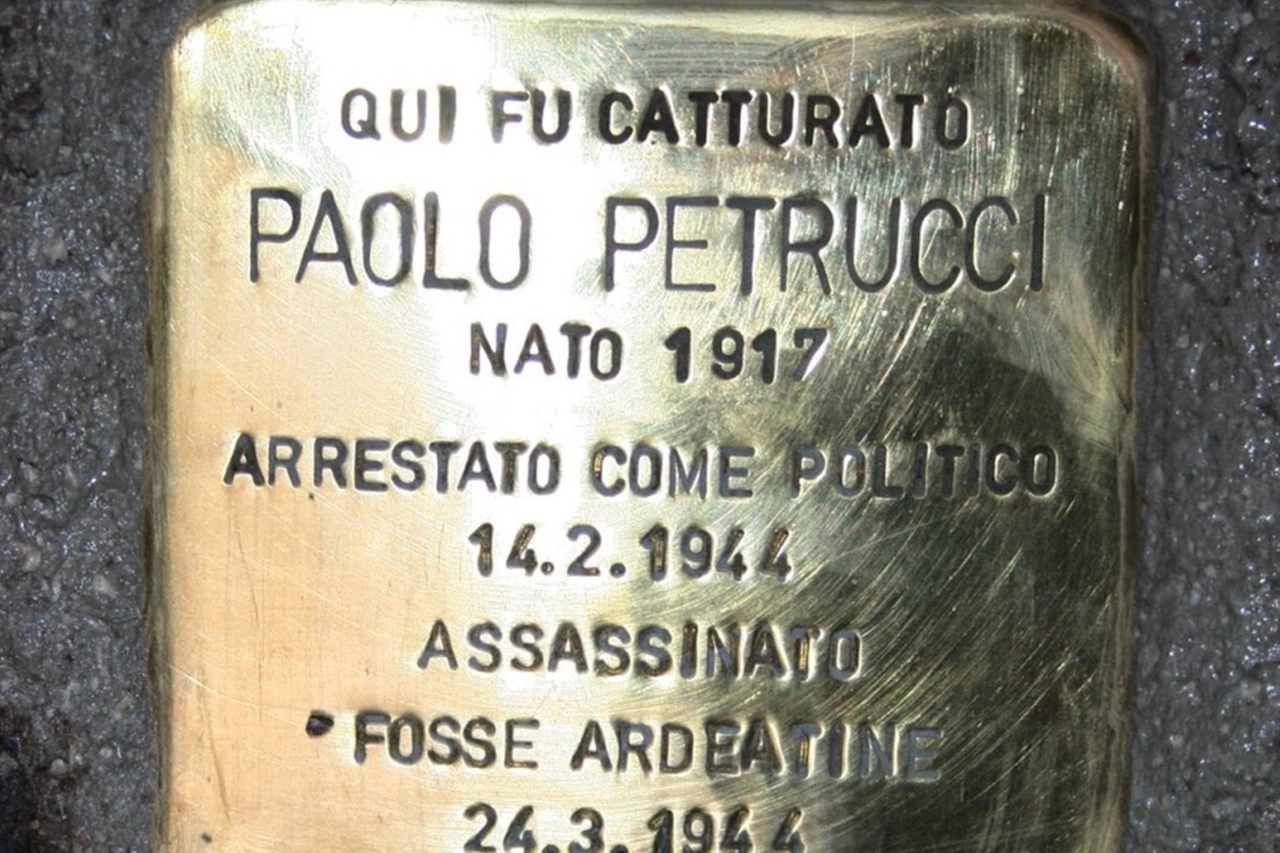 QUI FU CATTURATO
PAOLO PETRUCCI
NATO 1917
ARRESTATO COME POLITICO
14.2.1944
ASSASSINATO
FOSSE ARDEATINE
24.3.1944